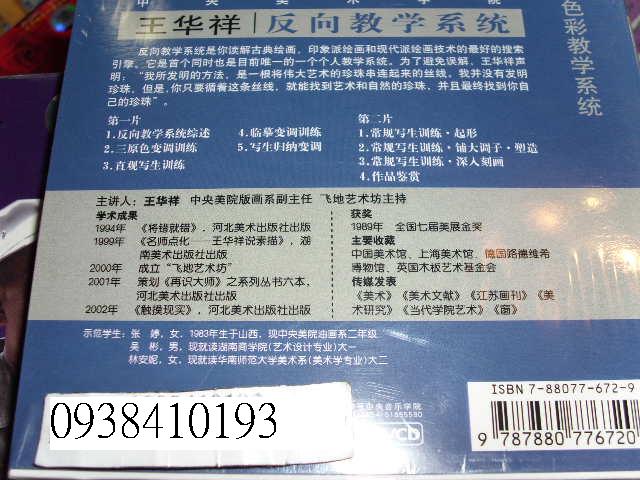 中央美术学院
王华祥 | 反向教学系统
色彩教学系统
反向教学系统是你读解古典绘画，印象派绘画和现代派绘画技术的最好的搜索
引擎。它是首个同时也是目前唯一的一个个人教学系统。为了避免误解，王华祥声
明：“我所发明的方法，是一根将伟大艺术的珍珠串连起来的丝线，我并没有发明
珍珠，但是，你只要循着这条丝线，就能找到艺术和自然的珍珠，并且最终找到你自
己的珍珠”。
第一片
1.反向教学系统综述
2.三原色变调训练
3.直观写生训练
4.临摹变调训练
5.写生归纳变调
第二片
1.常规写生训练·起形
2.常规写生训练·铺大调子·塑造
3.常规写生训练·深入刻画
4.作品鉴赏
主讲人：王华祥 中央美院版画系副主任 飞地艺术坊主持
学术成果
1994年 《将错就错》，河北美术出版社出版
1999年 《名师点化——王华祥说素描》，湖
南美术出版社出版
2000年 成立“飞地艺术坊”
2001年 策划《再识大师》之系列丛书六本，
河北美术出版社出版
2002年 《触摸现实》，河北美术出版社出版
获奖
1989年 全国七届美展金奖
主要收藏
中国美术馆、上海美术馆、德国路德维希
博物馆、英国木板艺术基金会
传媒发表
《美术》《美术文献》《江苏画刊》《美
术研究》《当代学院艺术》《画》
示范学生：张 婷，女，1983年生于山西，现中央美院油画系二年级
吴 彬，男，现就读湖南商学院(艺术设计专业)大一
林安妮，女，现就读华南师范大学美术系(美术学专业)大二
0938410193
中央音乐学院
ISBN 7-88077-672-9
9 787880 776720